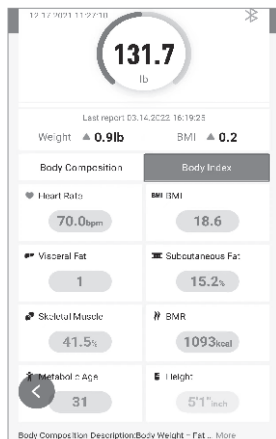 12 17 2021 11:27:10
131.7
lb
Last report 03.14.2022 16:19:25
Weight ▲ 0.9lb BMI ▲ 0.2
Body Composition Body Index
Heart Rate BMI BMI
70.0bpm 18.6
Visceral Fat Subcutaneous Fat
1 15.2%
Skeletal Muscle BMR
41.5% 1093kcal
Metabolic Age Height
31 5'1"inch
Body Composition Description:Body Weight – Fat ... More